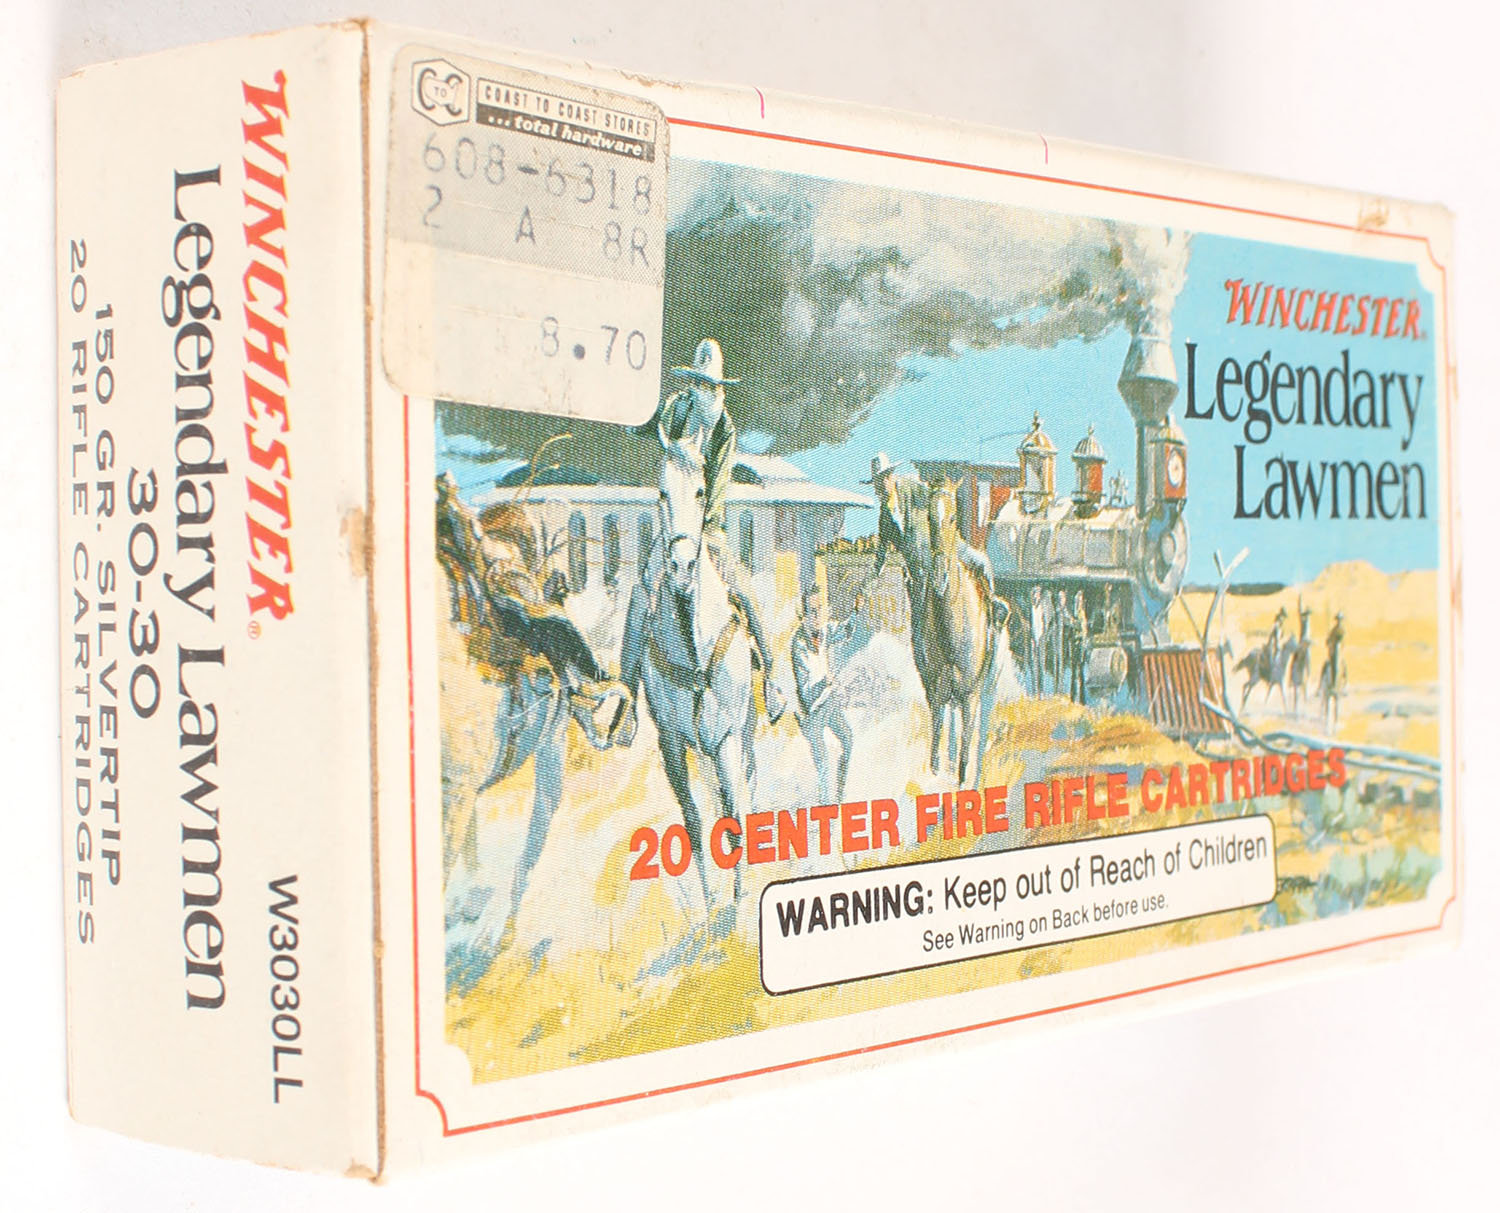 C TO C
COAST TO COAST STORES
...total hardware
608-6318
2 A 8R
8.70
WINCHESTER®
Legendary
Lawmen
20 CENTER FIRE RIFLE CARTRIDGES
WARNING: Keep out of Reach of Children
See Warning on Back before use.
WINCHESTER® W3030LL
Legendary Lawmen
30-30
150 GR. SILVERTIP
20 RIFLE CARTRIDGES